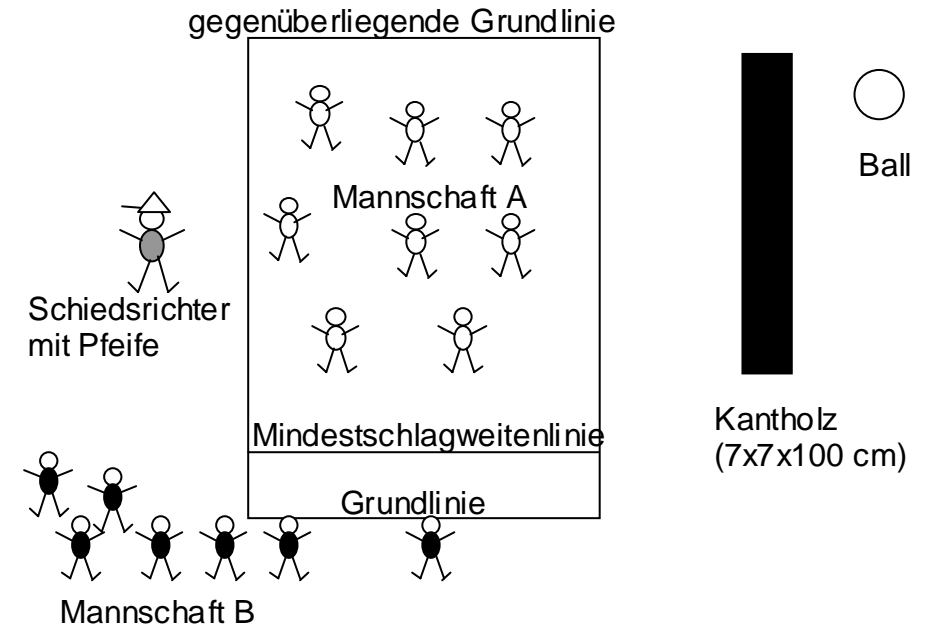 gegenüberliegende Grundlinie
Ball
Mannschaft A
Schiedsrichter
mit Pfeife
Kantholz
(7x7x100 cm)
Mindestschlagweitenlinie
Grundlinie
Mannschaft B